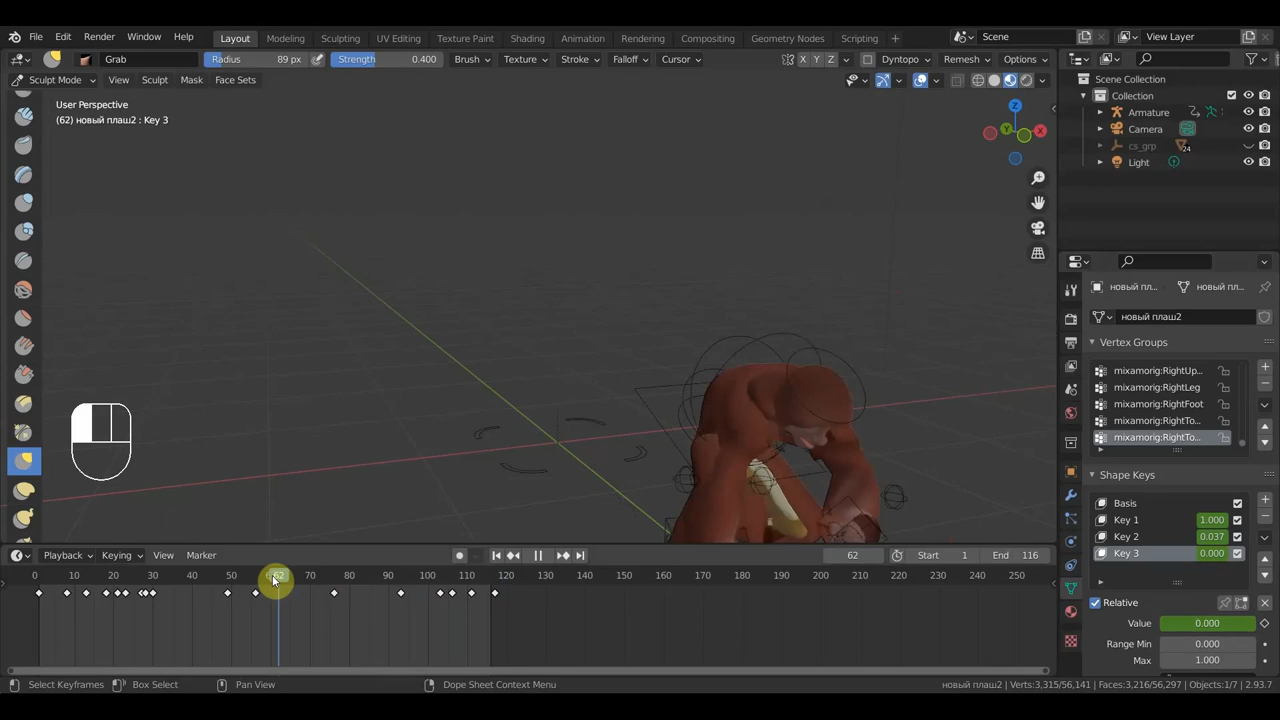 File Edit Render Window Help Layout Modeling Sculpting UV Editing Texture Paint Shading Animation Rendering Compositing Geometry Nodes Scripting + Scene View Layer
Grab Radius 89 px Strength 0.400 Brush Texture Stroke Falloff Cursor X Y Z Dyntopo Remesh Options
Sculpt Mode View Sculpt Mask Face Sets
User Perspective
(62) новый плаш2 : Key 3
X
Y
Z
Scene Collection
Collection
Armature
Camera
cs_grp 24
Light
новый пл... новый пл...
новый плаш2
Vertex Groups
mixamorig:RightUp...
mixamorig:RightLeg
mixamorig:RightFoot
mixamorig:RightTo...
mixamorig:RightTo...
Shape Keys
Basis
Key 1 1.000
Key 2 0.037
Key 3 0.000
Relative
Value 0.000
Range Min 0.000
Max 1.000
Playback Keying View Marker 62 Start 1 End 116
0 10 20 30 40 50 62 70 80 90 100 110 120 130 140 150 160 170 180 190 200 210 220 230 240 250
Select Keyframes Box Select Pan View Dope Sheet Context Menu новый плаш2 | Verts:3,315/56,141 | Faces:3,216/56,297 | Objects:1/7 | 2.93.7